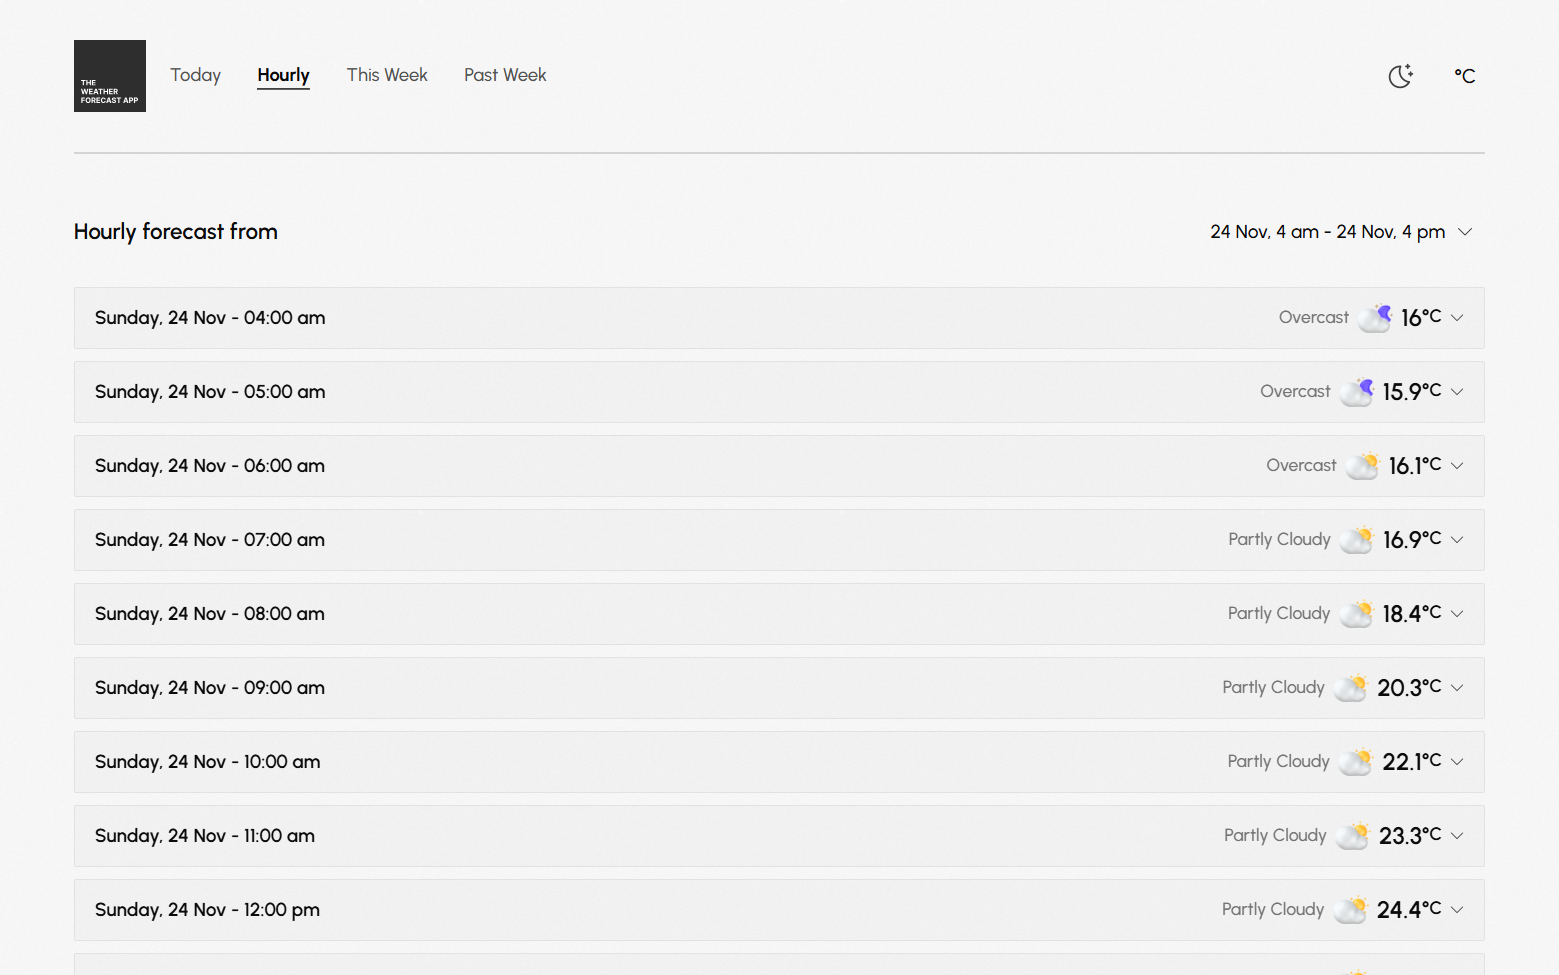 THE
WEATHER
FORECAST APP
Today Hourly This Week Past Week °C
Hourly forecast from 24 Nov, 4 am - 24 Nov, 4 pm
Sunday, 24 Nov - 04:00 am Overcast 16°C
Sunday, 24 Nov - 05:00 am Overcast 15.9°C
Sunday, 24 Nov - 06:00 am Overcast 16.1°C
Sunday, 24 Nov - 07:00 am Partly Cloudy 16.9°C
Sunday, 24 Nov - 08:00 am Partly Cloudy 18.4°C
Sunday, 24 Nov - 09:00 am Partly Cloudy 20.3°C
Sunday, 24 Nov - 10:00 am Partly Cloudy 22.1°C
Sunday, 24 Nov - 11:00 am Partly Cloudy 23.3°C
Sunday, 24 Nov - 12:00 pm Partly Cloudy 24.4°C